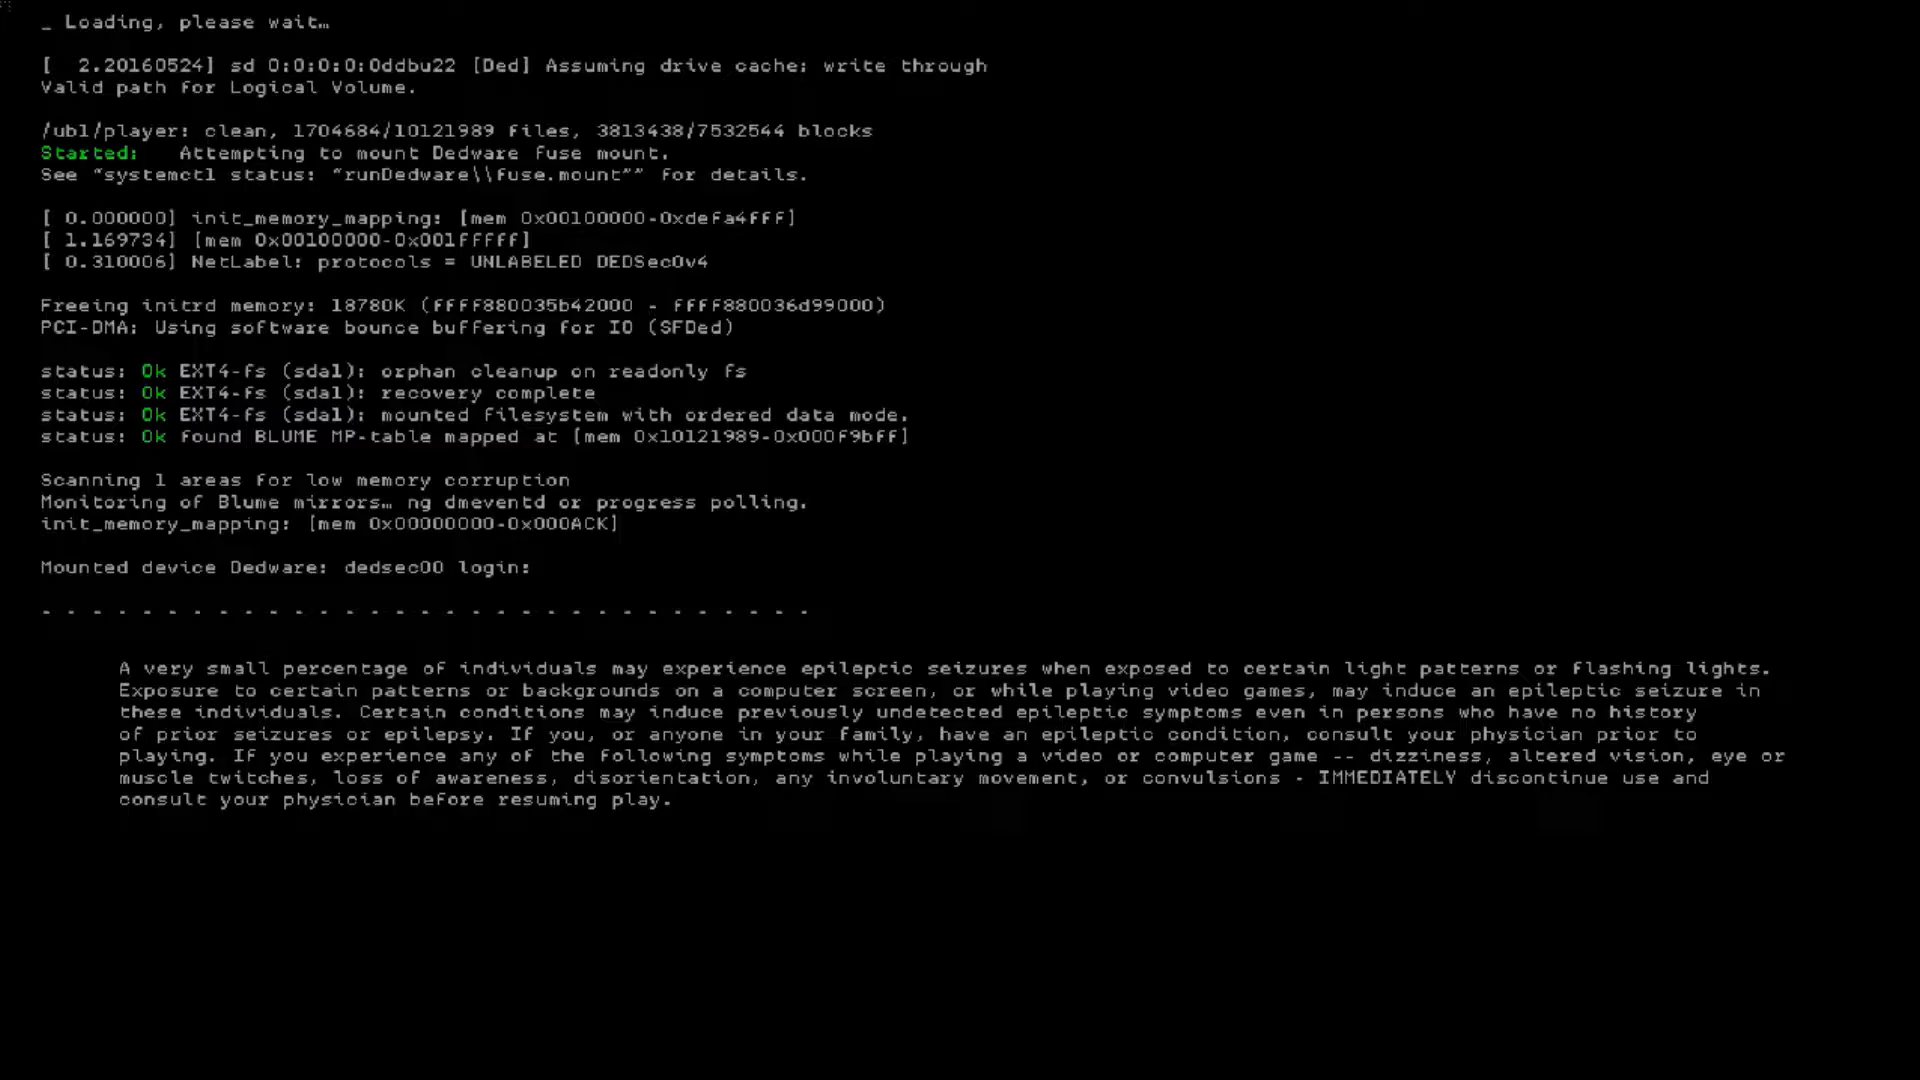 _ Loading, please wait…
[  2.20160524] sd 0:0:0:0:0ddbu22 [Ded] Assuming drive cache: write through
Valid path for Logical Volume.
/ubl/player: clean, 1704684/10121989 files, 3813438/7532544 blocks
Started:   Attempting to mount Dedware fuse mount.
See “systemctl status: “runDedware\\fuse.mount”” for details.
[ 0.000000] init_memory_mapping: [mem 0x00100000-0xdefa4fff]
[ 1.169734] [mem 0x00100000-0x001fffff]
[ 0.310006] NetLabel: protocols = UNLABELED DEDSecOv4
Freeing initrd memory: 18780K (ffff880035b42000 - ffff880036d99000)
PCI-DMA: Using software bounce buffering for IO (SFDed)
status: Ok EXT4-fs (sdal): orphan cleanup on readonly fs
status: Ok EXT4-fs (sdal): recovery complete
status: Ok EXT4-fs (sdal): mounted filesystem with ordered data mode.
status: Ok found BLUME MP-table mapped at [mem 0x10121989-0x000f9bff]
Scanning 1 areas for low memory corruption
Monitoring of Blume mirrors… ng dmeventd or progress polling.
init_memory_mapping: [mem 0x00000000-0x000ACK]
Mounted device Dedware: dedsec00 login:
- - - - - - - - - - - - - - - - - - - - - - - - - - - - - - -
A very small percentage of individuals may experience epileptic seizures when exposed to certain light patterns or flashing lights.
Exposure to certain patterns or backgrounds on a computer screen, or while playing video games, may induce an epileptic seizure in
these individuals. Certain conditions may induce previously undetected epileptic symptoms even in persons who have no history
of prior seizures or epilepsy. If you, or anyone in your family, have an epileptic condition, consult your physician prior to
playing. If you experience any of the following symptoms while playing a video or computer game -- dizziness, altered vision, eye or
muscle twitches, loss of awareness, disorientation, any involuntary movement, or convulsions - IMMEDIATELY discontinue use and
consult your physician before resuming play.